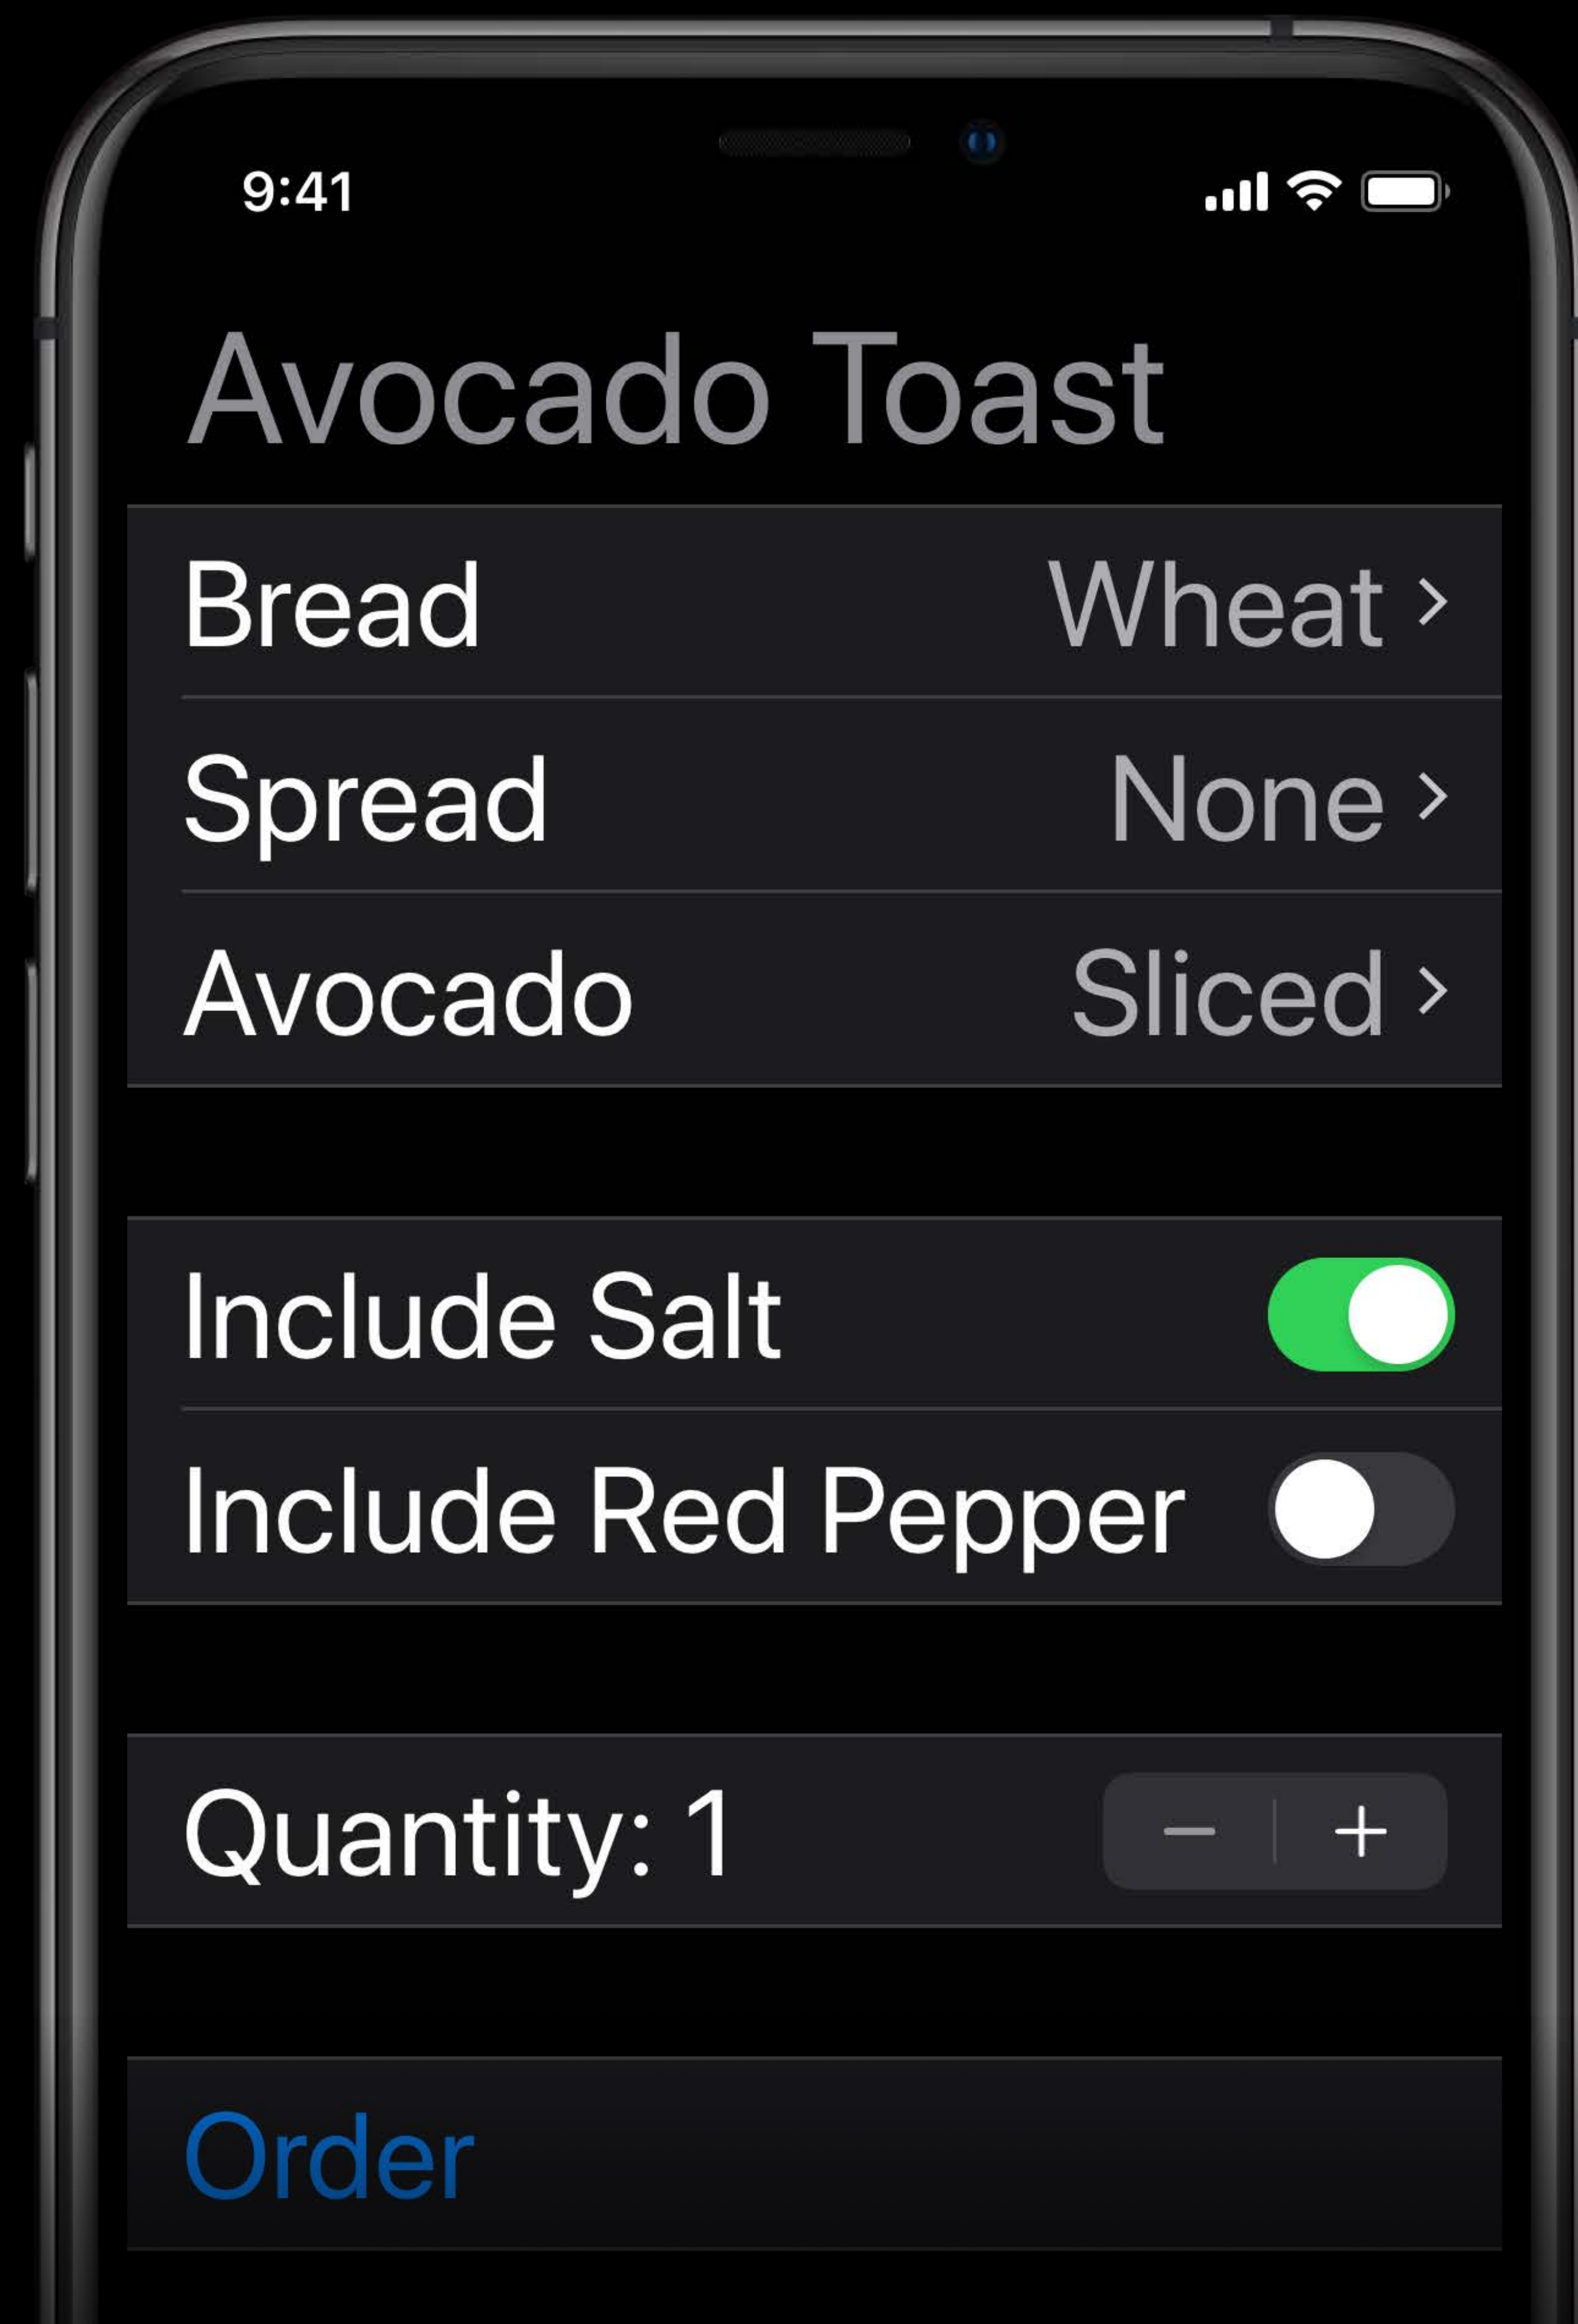 9:41
Avocado Toast
Bread Wheat
Spread None
Avocado Sliced
Include Salt
Include Red Pepper
Quantity: 1
Order